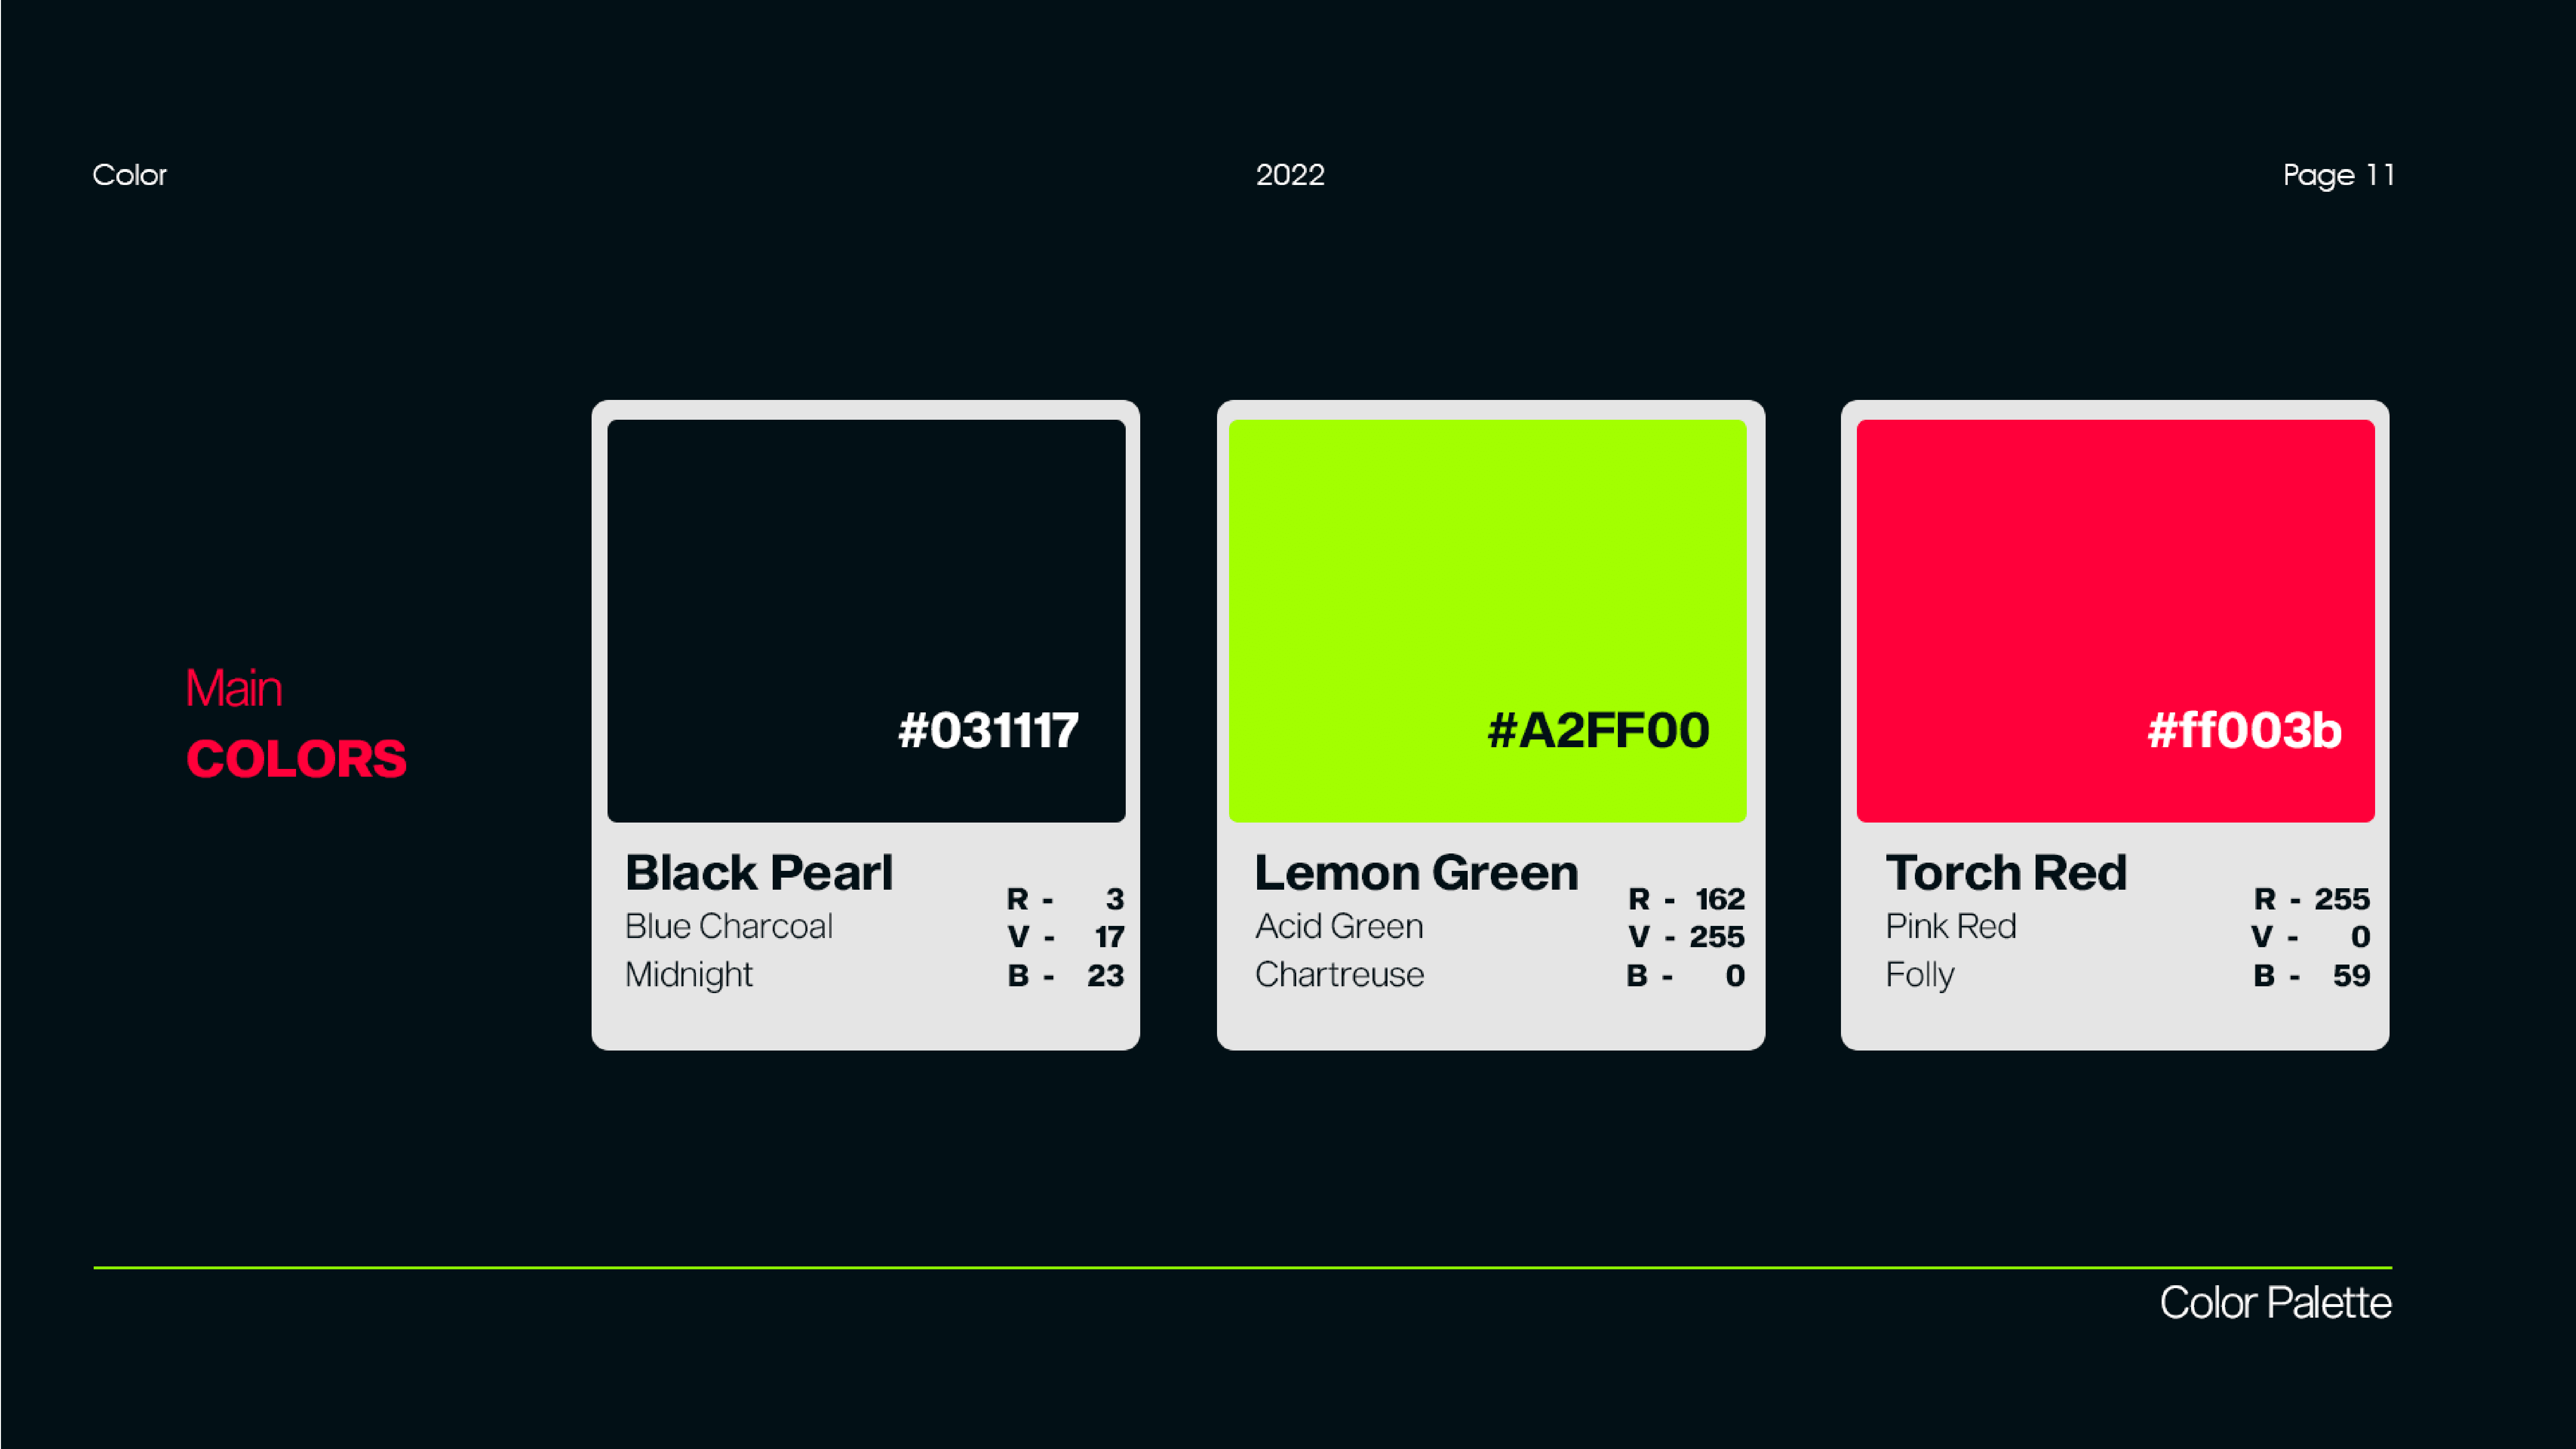 Color
2022
Page 11
Main
COLORS
#031117
Black Pearl
Blue Charcoal
Midnight
R - 3
V - 17
B - 23
#A2FF00
Lemon Green
Acid Green
Chartreuse
R - 162
V - 255
B - 0
#ff003b
Torch Red
Pink Red
Folly
R - 255
V - 0
B - 59
Color Palette